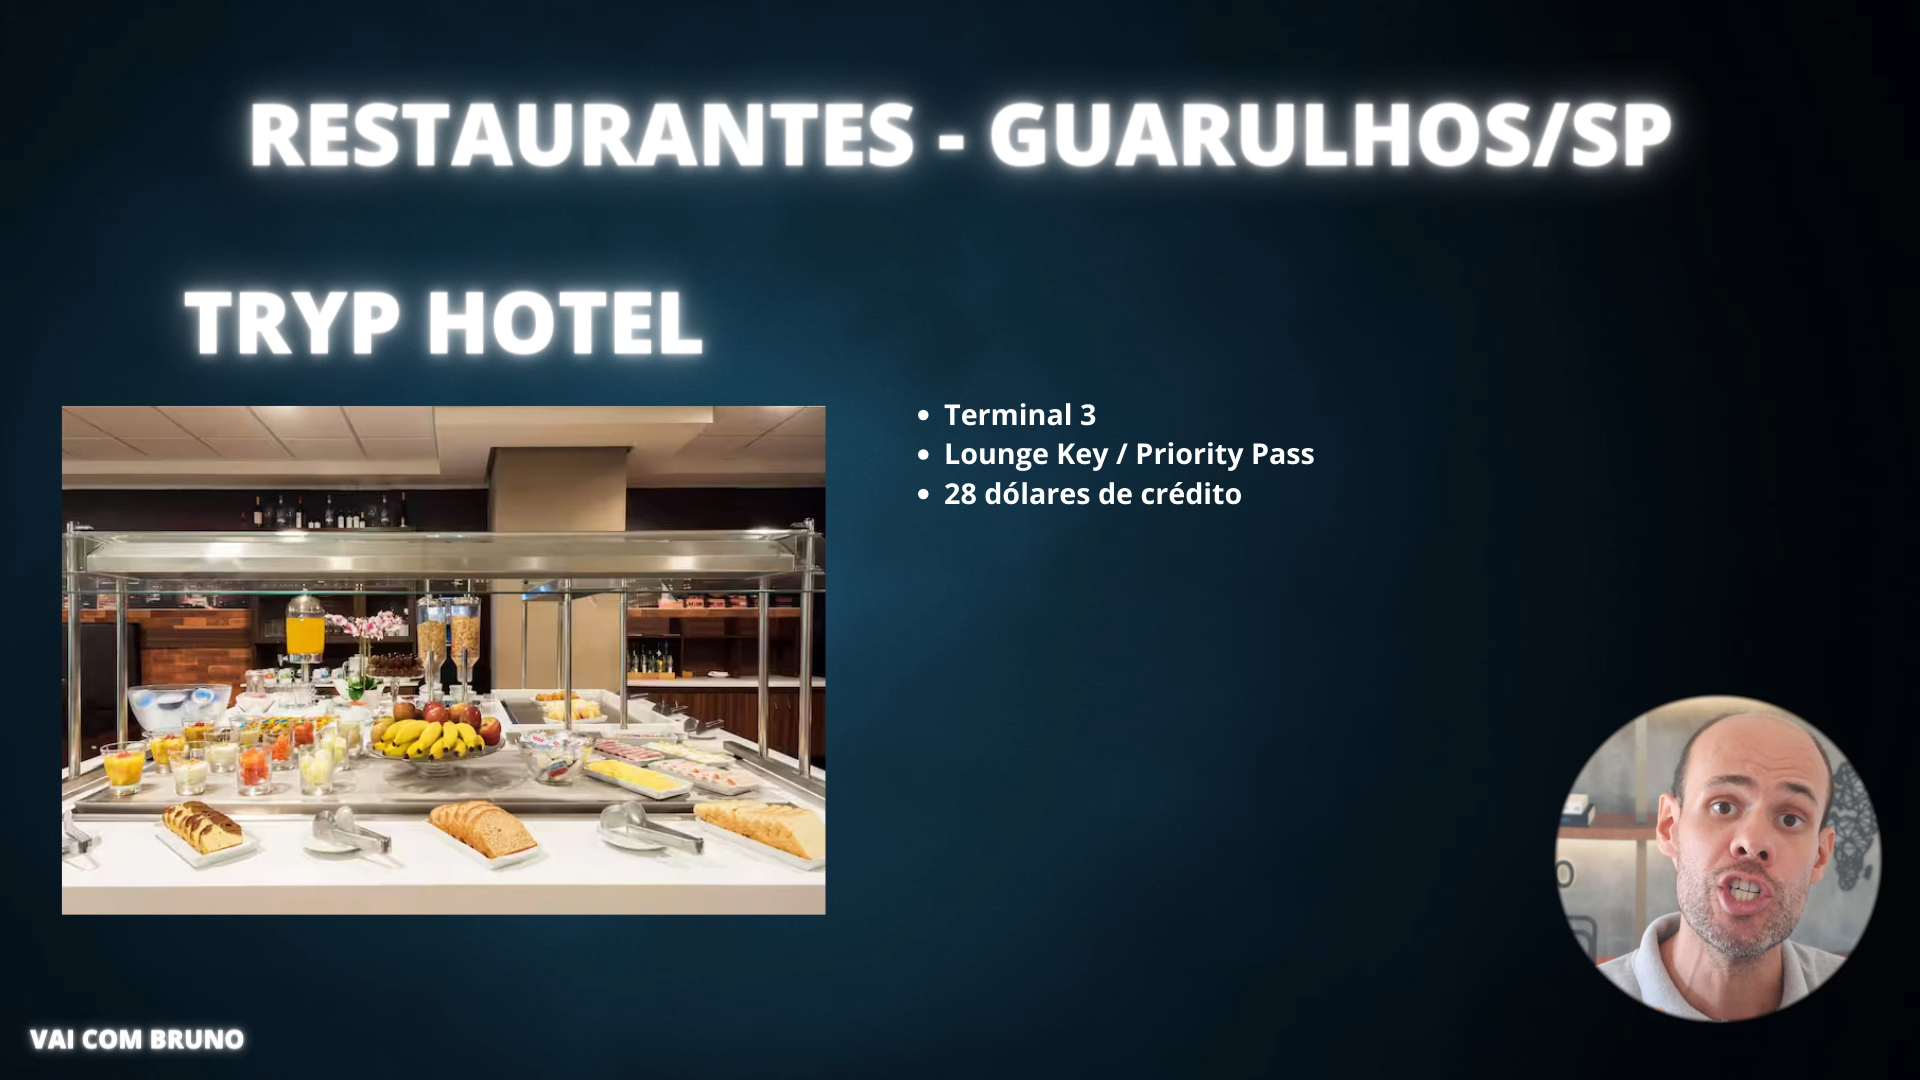 RESTAURANTES - GUARULHOS/SP
TRYP HOTEL
• Terminal 3
• Lounge Key / Priority Pass
• 28 dólares de crédito
VAI COM BRUNO